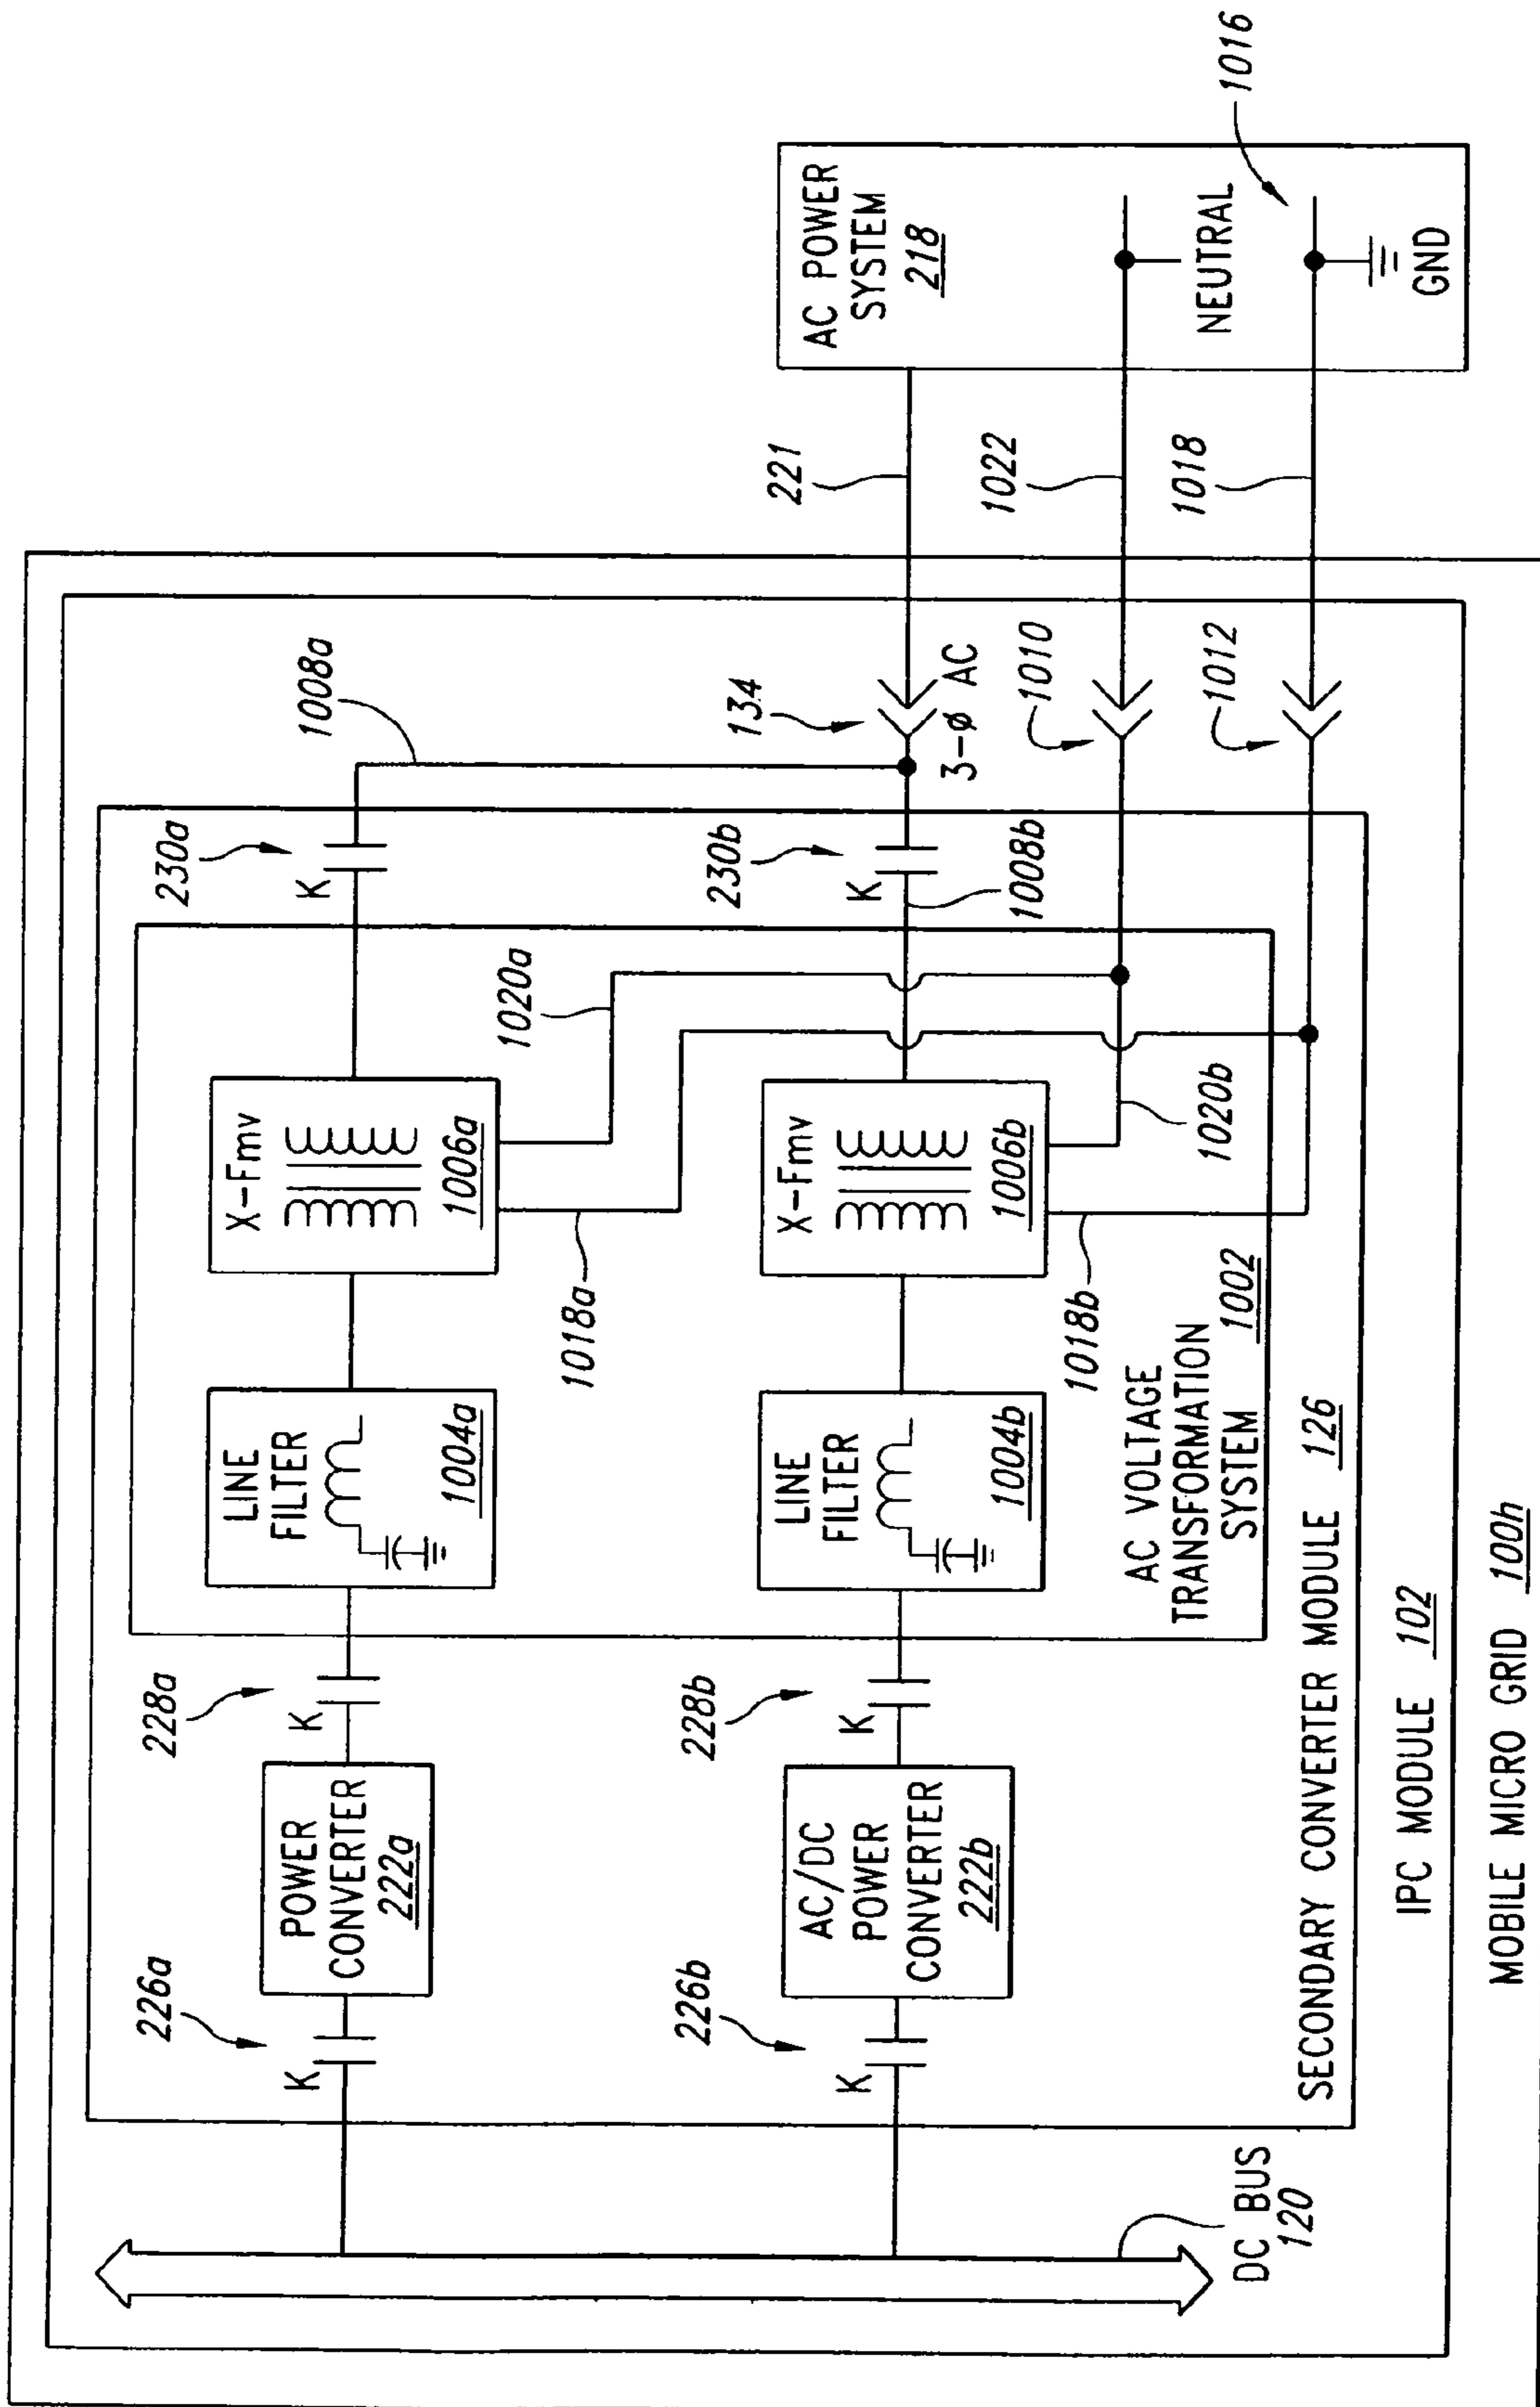 1008a
230a
K
X-Fmv
1006a
1020a
1018a
LINE
FILTER
1004a
228a
K
POWER
CONVERTER
222a
226a
K
DC BUS
120
226b
K
AC/DC
POWER
CONVERTER
222b
228b
K
LINE
FILTER
1004b
X-Fmv
1006b
1018b
1020b
230b
K
1008b
134
3-Ø AC
1010
1012
221
1022
1018
AC POWER
SYSTEM
218
NEUTRAL
GND
1016
AC VOLTAGE
TRANSFORMATION
SYSTEM 1002
SECONDARY CONVERTER MODULE 126
IPC MODULE 102
MOBILE MICRO GRID 100h